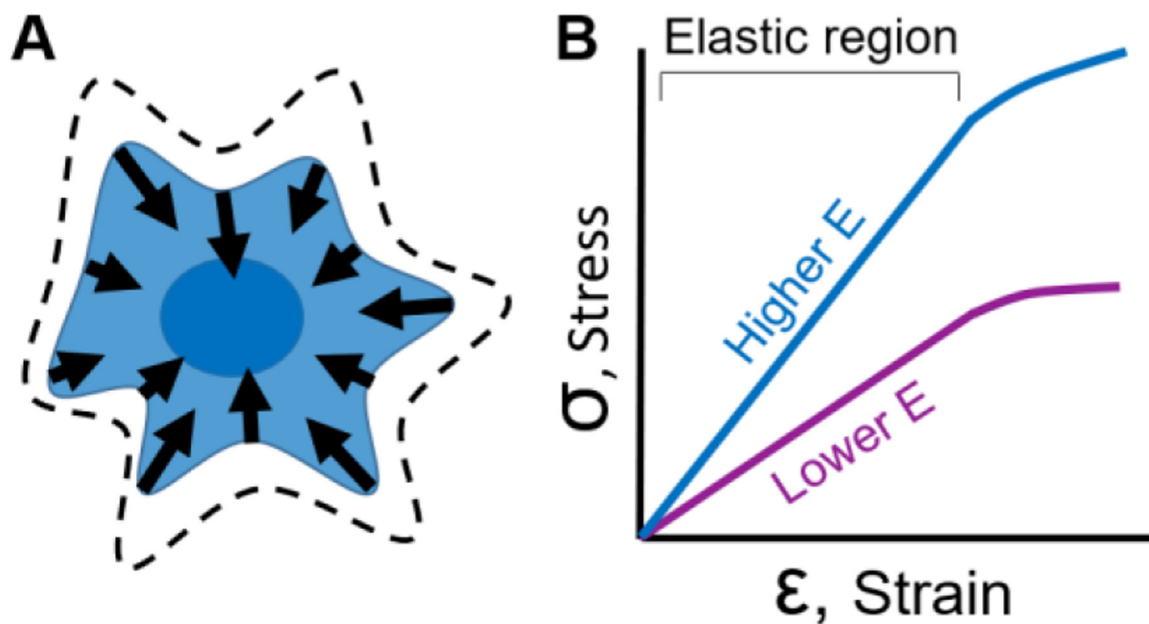 A
B
Elastic region
Higher E
Lower E
σ, Stress
ε, Strain